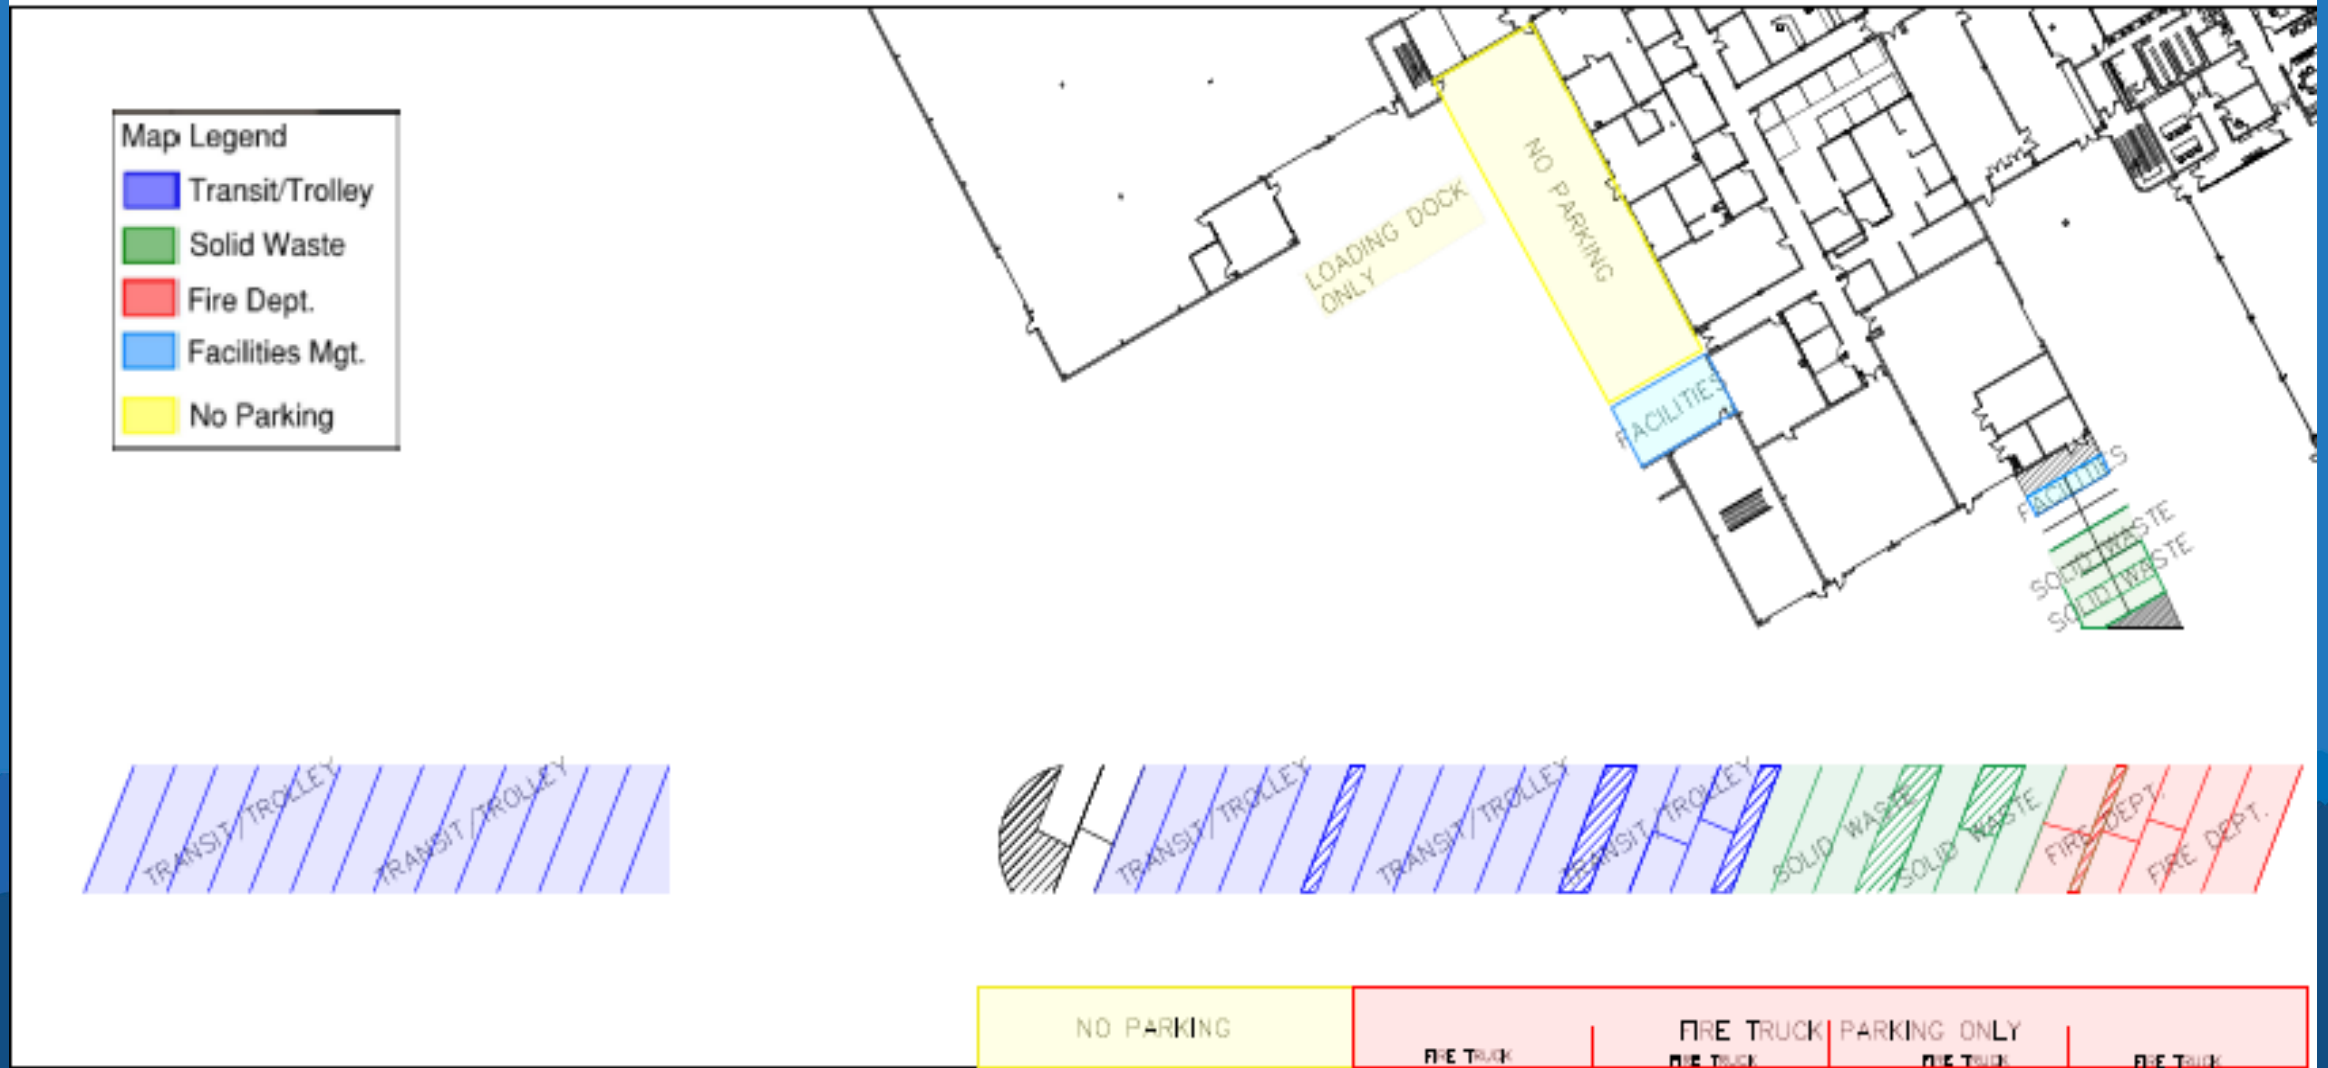 Map Legend
Transit/Trolley
Solid Waste
Fire Dept.
Facilities Mgt.
No Parking
NO PARKING
LOADING DOCK
ONLY
FACILITIES
FACILITIES
SOLID WASTE
SOLID WASTE
TRANSIT/TROLLEY
TRANSIT/TROLLEY
TRANSIT/TROLLEY
TRANSIT/TROLLEY
TRANSIT/TROLLEY
SOLID WASTE
SOLID WASTE
FIRE DEPT.
FIRE DEPT.
NO PARKING
FIRE TRUCK PARKING ONLY
FIRE TRUCK
FIRE TRUCK
FIRE TRUCK
FIRE TRUCK